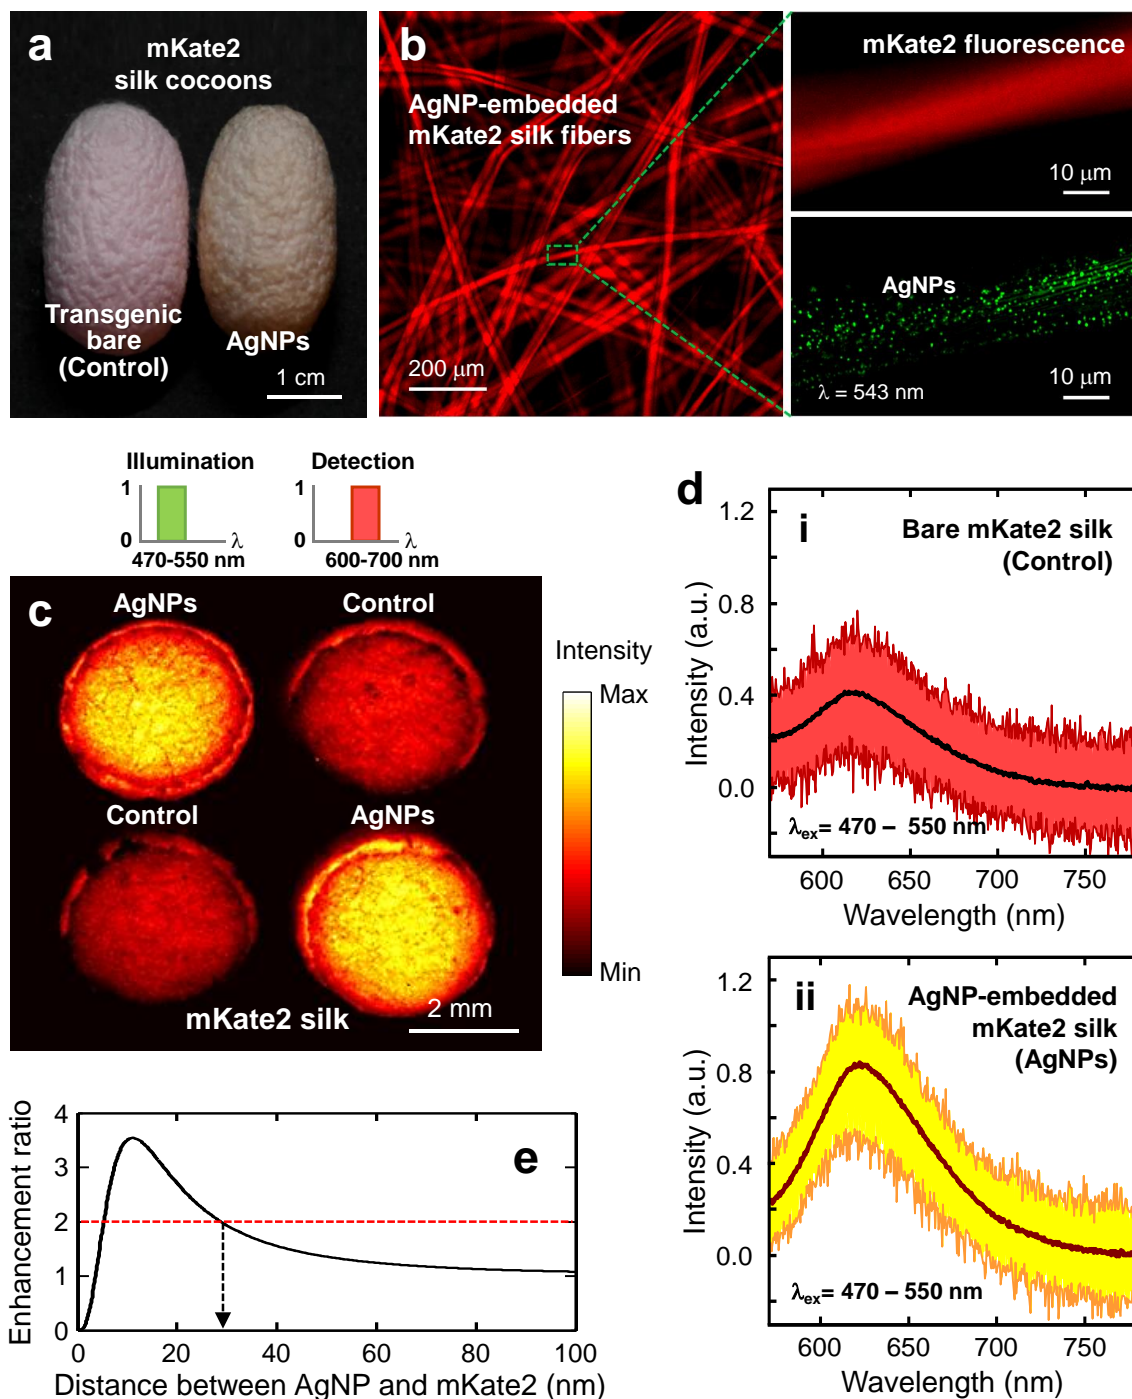 a
mKate2
silk cocoons
Transgenic
bare
(Control)
AgNPs
1 cm
b
AgNP-embedded
mKate2 silk fibers
200 μm
mKate2 fluorescence
10 μm
AgNPs
λ = 543 nm
10 μm
Illumination
1
0
λ
470-550 nm
Detection
1
0
λ
600-700 nm
c
AgNPs
Control
Control
AgNPs
mKate2 silk
2 mm
Intensity
Max
Min
d
i
Bare mKate2 silk
(Control)
1.2
0.8
0.4
0.0
Intensity (a.u.)
λex= 470 – 550 nm
600 650 700 750
Wavelength (nm)
ii
AgNP-embedded
mKate2 silk
(AgNPs)
1.2
0.8
0.4
0.0
Intensity (a.u.)
λex= 470 – 550 nm
600 650 700 750
Wavelength (nm)
e
4
3
2
1
0
Enhancement ratio
0 20 40 60 80 100
Distance between AgNP and mKate2 (nm)